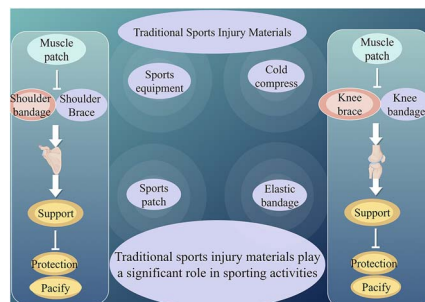 Traditional Sports Injury Materials
Muscle
patch
Shoulder
bandage
Shoulder
Brace
Support
Protection
Pacify
Sports
equipment
Cold
compress
Sports
patch
Elastic
bandage
Traditional sports injury materials play
a significant role in sporting activities
Muscle
patch
Knee
brace
Knee
bandage
Support
Protection
Pacify